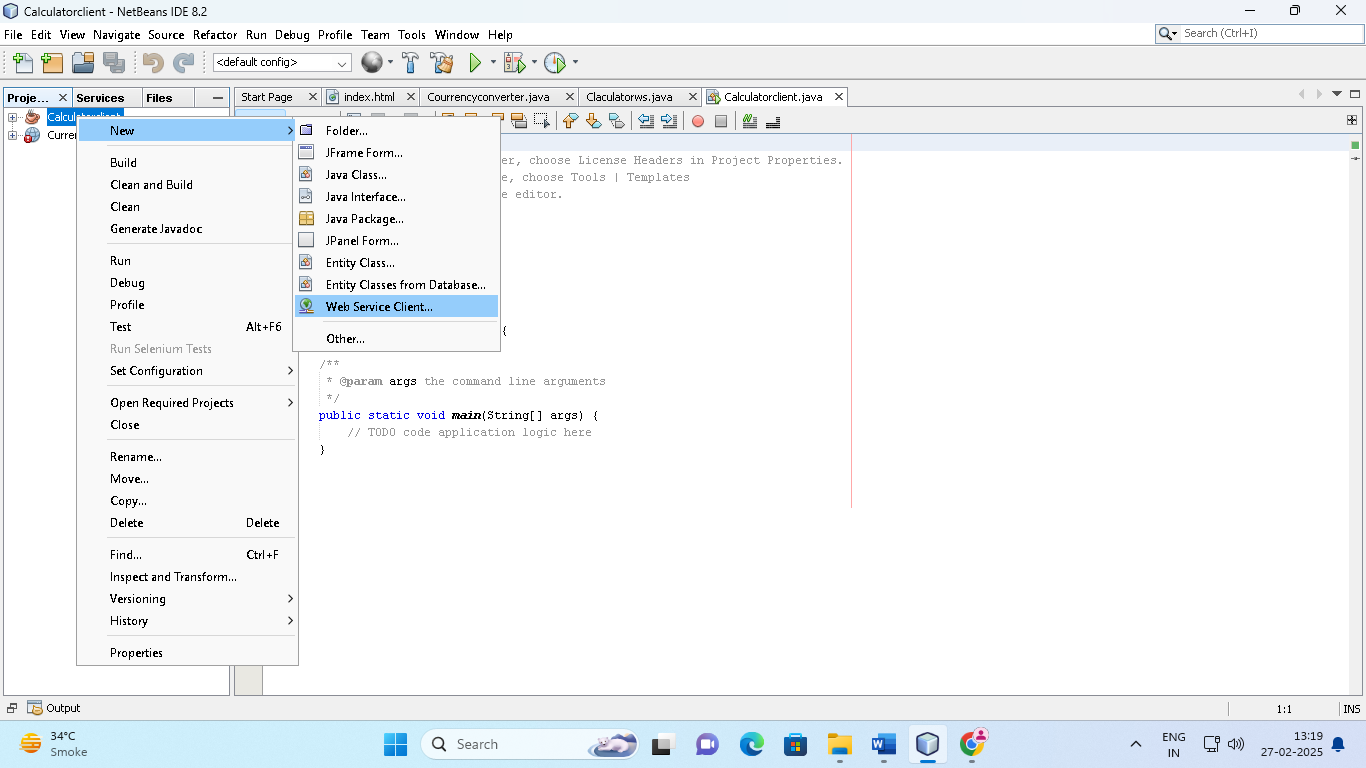 Calculatorclient - NetBeans IDE 8.2
File Edit View Navigate Source Refactor Run Debug Profile Team Tools Window Help
Search (Ctrl+I)
<default config>
Proje... Services Files
Start Page index.html Courrencyconverter.java Claculatorws.java Calculatorclient.java
Calculatorclient
Curre
New
Build
Clean and Build
Clean
Generate Javadoc
Run
Debug
Profile
Test Alt+F6
Run Selenium Tests
Set Configuration
Open Required Projects
Close
Rename...
Move...
Copy...
Delete Delete
Find... Ctrl+F
Inspect and Transform...
Versioning
History
Properties
Folder...
JFrame Form...
Java Class...
Java Interface...
Java Package...
JPanel Form...
Entity Class...
Entity Classes from Database...
Web Service Client...
Other...
er, choose License Headers in Project Properties.
e, choose Tools | Templates
e editor.
{
/**
* @param args the command line arguments
*/
public static void main(String[] args) {
// TODO code application logic here
}
Output
1:1 INS
34°C
Smoke
Search
ENG
IN
13:19
27-02-2025